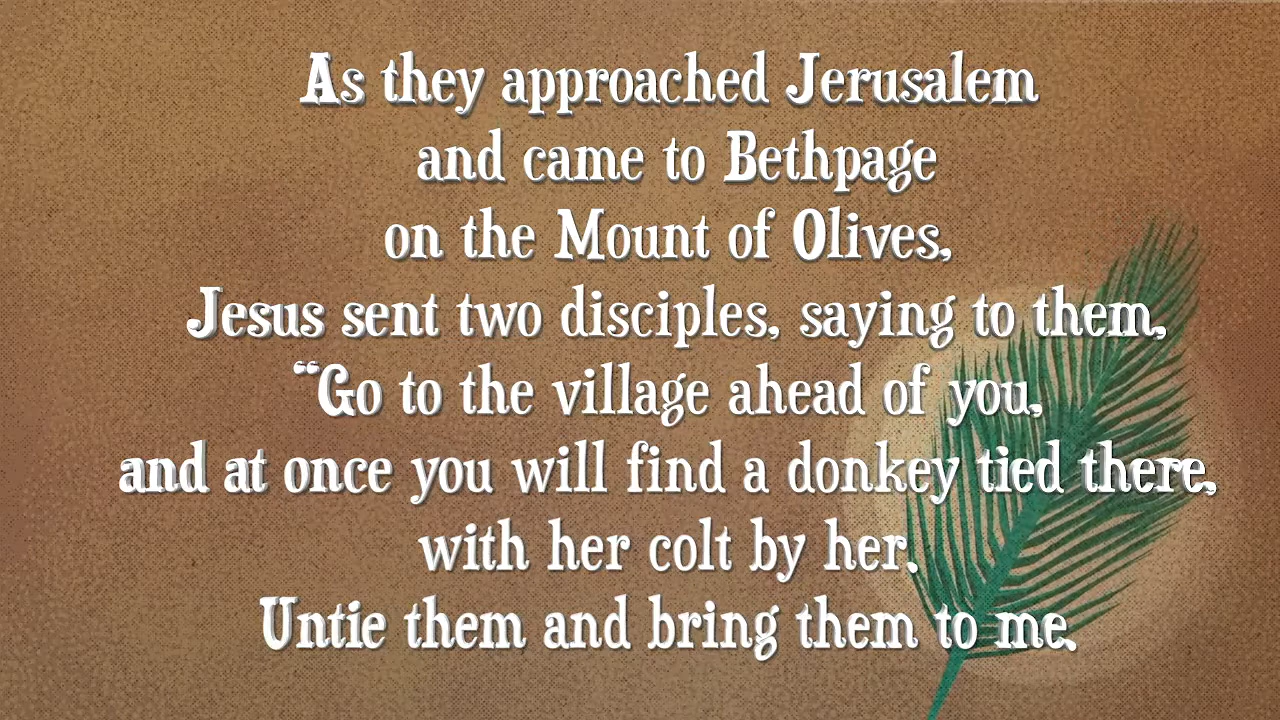 As they approached Jerusalem
and came to Bethpage
on the Mount of Olives,
Jesus sent two disciples, saying to them,
“Go to the village ahead of you,
and at once you will find a donkey tied there,
with her colt by her.
Untie them and bring them to me.